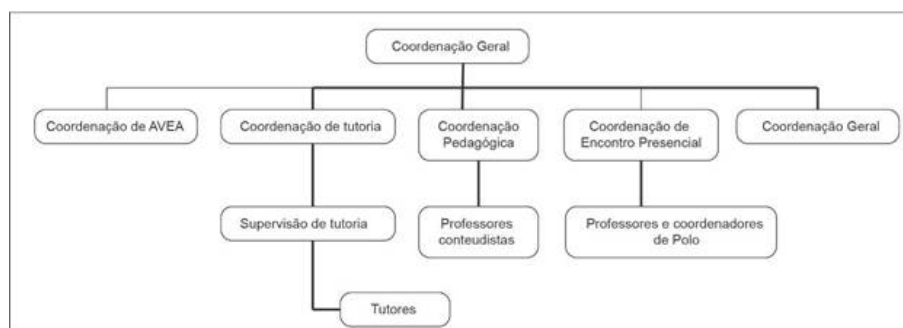 Coordenação Geral
Coordenação de AVEA
Coordenação de tutoria
Coordenação
Pedagógica
Coordenação de
Encontro Presencial
Coordenação Geral
Supervisão de tutoria
Professores
conteudistas
Professores e coordenadores
de Polo
Tutores